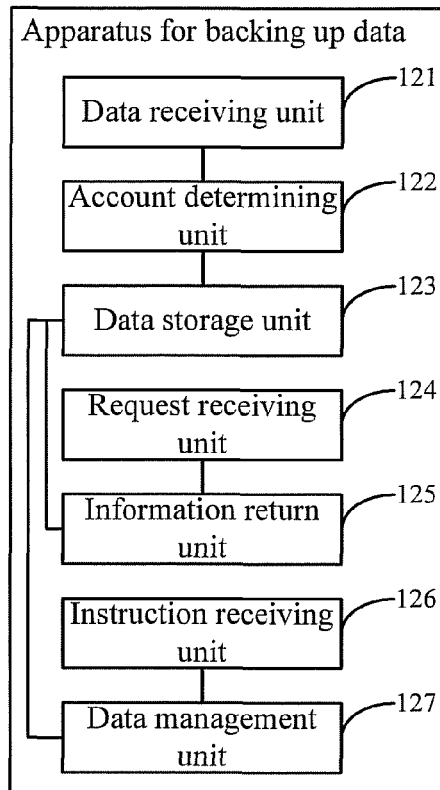 Apparatus for backing up data
121
Data receiving unit
122
Account determining
unit
123
Data storage unit
124
Request receiving
unit
125
Information return
unit
126
Instruction receiving
unit
127
Data management
unit